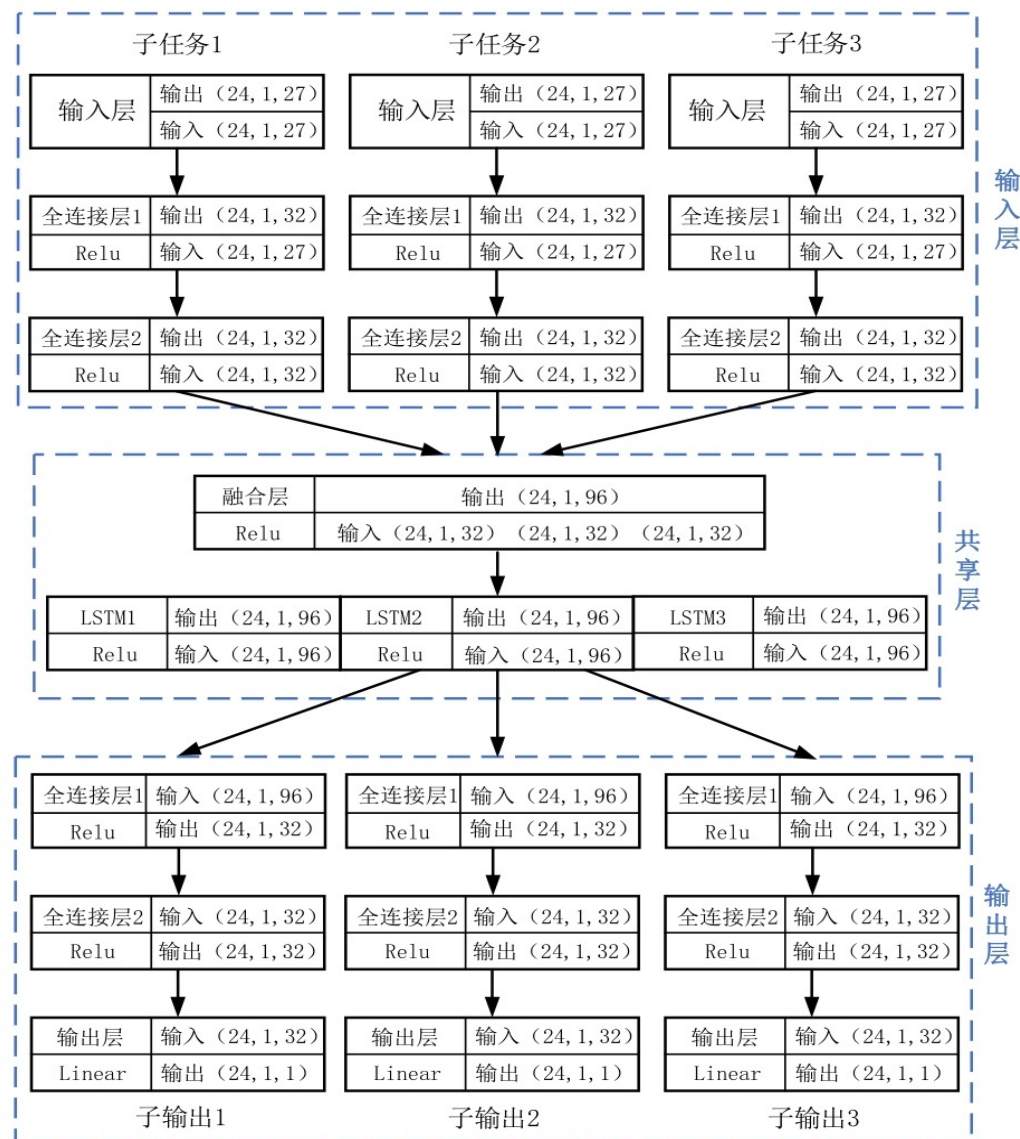 子任务1 子任务2 子任务3
输入层 输出（24,1,27） 输入层 输出（24,1,27） 输入层 输出（24,1,27）
输入（24,1,27） 输入（24,1,27） 输入（24,1,27）
全连接层1 输出（24,1,32） 全连接层1 输出（24,1,32） 全连接层1 输出（24,1,32）
Relu 输入（24,1,27） Relu 输入（24,1,27） Relu 输入（24,1,27）
全连接层2 输出（24,1,32） 全连接层2 输出（24,1,32） 全连接层2 输出（24,1,32）
Relu 输入（24,1,32） Relu 输入（24,1,32） Relu 输入（24,1,32）
输入层
融合层 输出（24,1,96）
Relu 输入（24,1,32）（24,1,32）（24,1,32）
LSTM1 输出（24,1,96） LSTM2 输出（24,1,96） LSTM3 输出（24,1,96）
Relu 输入（24,1,96） Relu 输入（24,1,96） Relu 输入（24,1,96）
共享层
全连接层1 输入（24,1,96） 全连接层1 输入（24,1,96） 全连接层1 输入（24,1,96）
Relu 输出（24,1,32） Relu 输出（24,1,32） Relu 输出（24,1,32）
全连接层2 输入（24,1,32） 全连接层2 输入（24,1,32） 全连接层2 输入（24,1,32）
Relu 输出（24,1,32） Relu 输出（24,1,32） Relu 输出（24,1,32）
输出层 输入（24,1,32） 输出层 输入（24,1,32） 输出层 输入（24,1,32）
Linear 输出（24,1,1） Linear 输出（24,1,1） Linear 输出（24,1,1）
子输出1 子输出2 子输出3
输出层